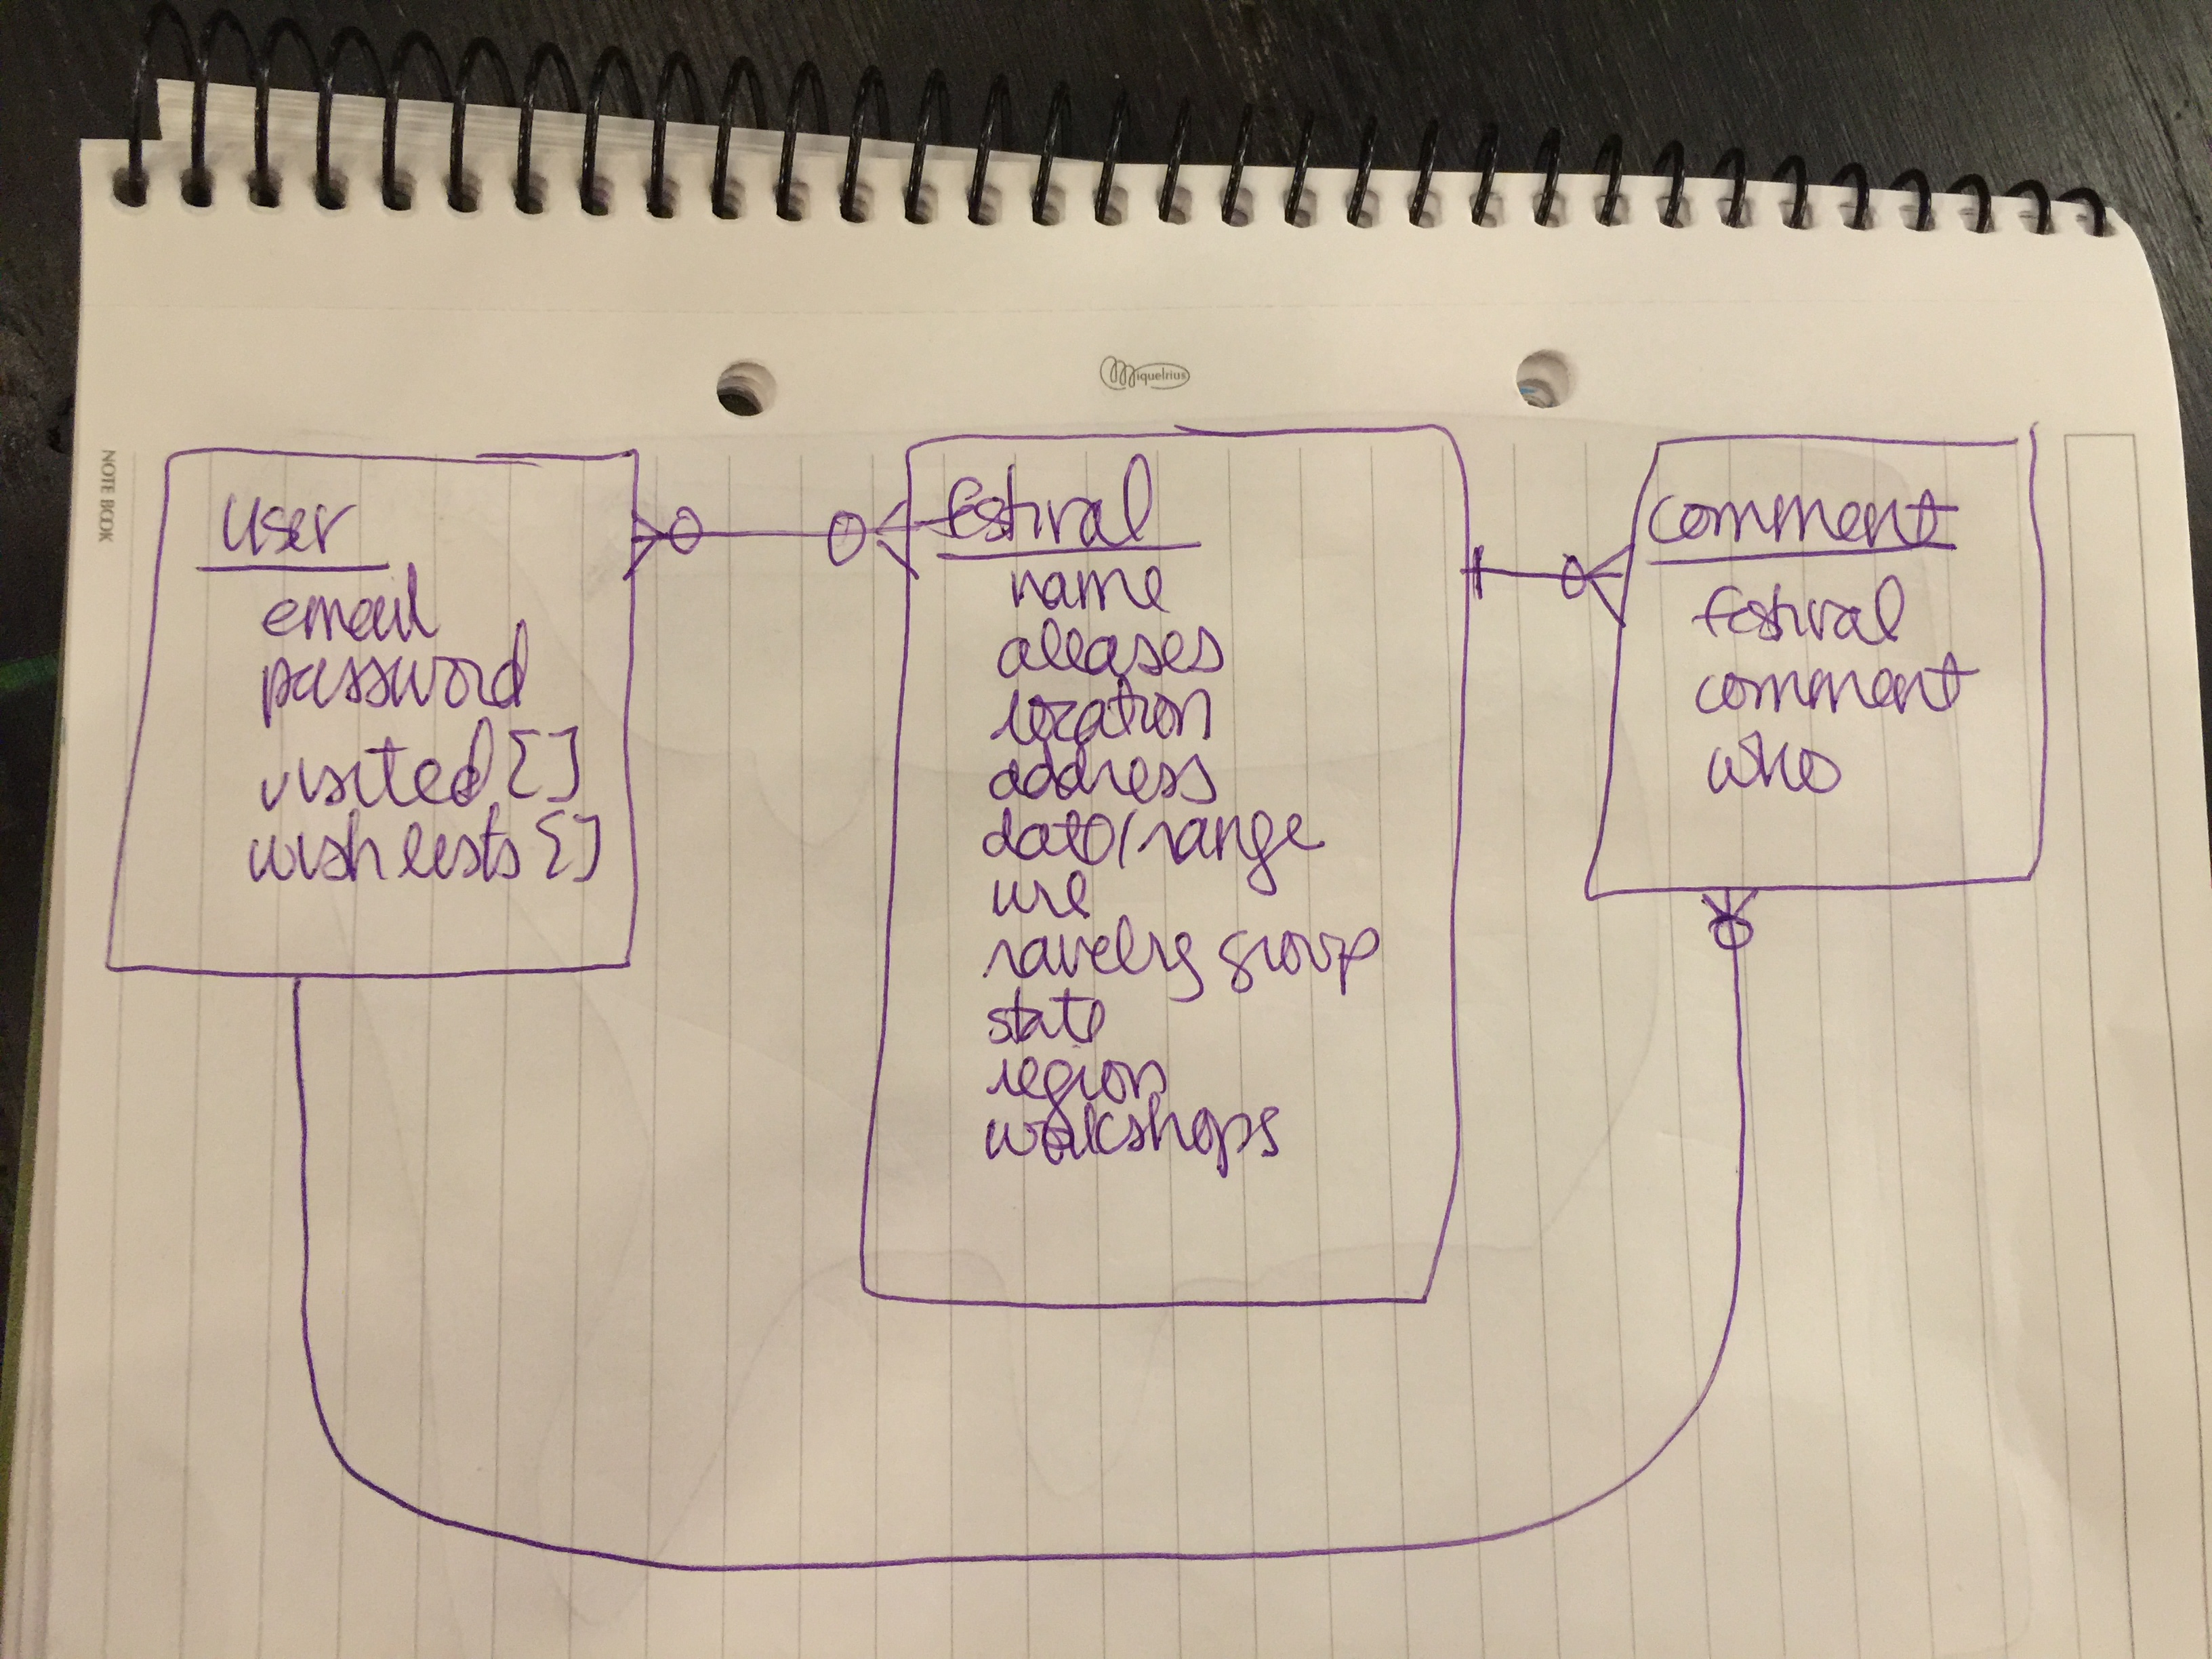 NOTE BOOK
miquelrius
User
email
password
visited []
wishlists []
festival
name
aleases
location
address
date/range
url
ravelry group
state
region
workshops
Comment
festival
comment
who